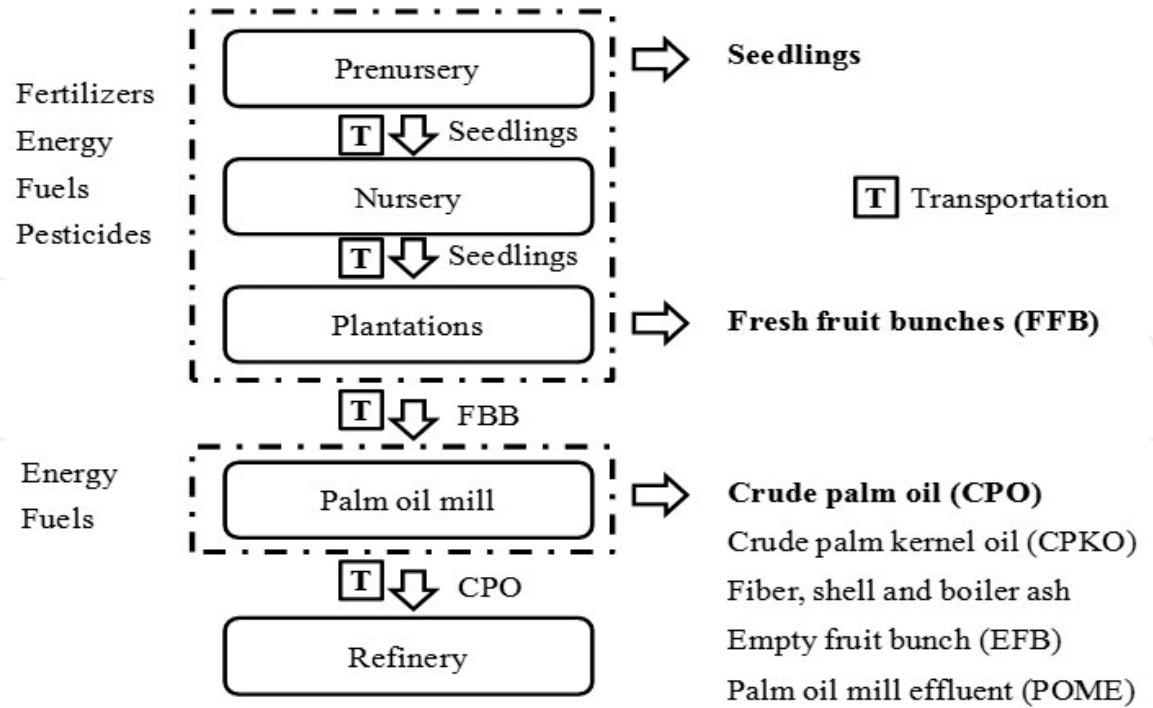 Prenursery
Seedlings
Fertilizers
Energy
Fuels
Pesticides
T
Seedlings
Nursery
T Transportation
T
Seedlings
Plantations
Fresh fruit bunches (FFB)
T
FBB
Energy
Fuels
Palm oil mill
Crude palm oil (CPO)
Crude palm kernel oil (CPKO)
Fiber, shell and boiler ash
Empty fruit bunch (EFB)
Palm oil mill effluent (POME)
T
CPO
Refinery